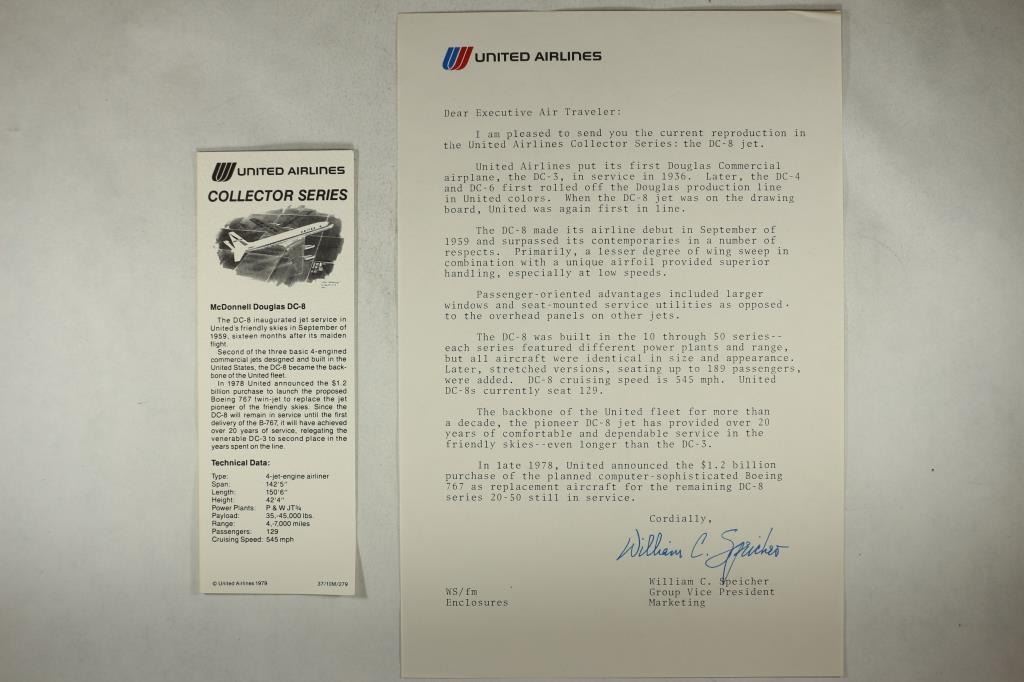 UNITED AIRLINES
COLLECTOR SERIES
McDonnell Douglas DC-8
The DC-8 inaugurated jet service in
United's friendly skies in September of
1959, sixteen months after its maiden
flight.
Second of the three basic 4-engined
commercial jets designed and built in the
United States, the DC-8 became the back-
bone of the United fleet.
In 1978 United announced the $1.2
billion purchase to launch the proposed
Boeing 767 twin-jet to replace the jet
pioneer of the friendly skies. Since the
DC-8 will remain in service until the first
delivery of the B-767, it will have achieved
over 20 years of service, relegating the
venerable DC-3 to second place in the
years spent on the line.
Technical Data:
Type: 4-jet-engine airliner
Span: 142'5"
Length: 150'6"
Height: 42'4"
Power Plants: P & W JT¾
Payload: 35,-45,000 lbs.
Range: 4,-7,000 miles
Passengers: 129
Cruising Speed: 545 mph
© United Airlines 1979 37/10M/279
UNITED AIRLINES
Dear Executive Air Traveler:
I am pleased to send you the current reproduction in
the United Airlines Collector Series: the DC-8 jet.
United Airlines put its first Douglas Commercial
airplane, the DC-3, in service in 1936. Later, the DC-4
and DC-6 first rolled off the Douglas production line
in United colors. When the DC-8 jet was on the drawing
board, United was again first in line.
The DC-8 made its airline debut in September of
1959 and surpassed its contemporaries in a number of
respects. Primarily, a lesser degree of wing sweep in
combination with a unique airfoil provided superior
handling, especially at low speeds.
Passenger-oriented advantages included larger
windows and seat-mounted service utilities as opposed
to the overhead panels on other jets.
The DC-8 was built in the 10 through 50 series--
each series featured different power plants and range,
but all aircraft were identical in size and appearance.
Later, stretched versions, seating up to 189 passengers,
were added. DC-8 cruising speed is 545 mph. United
DC-8s currently seat 129.
The backbone of the United fleet for more than
a decade, the pioneer DC-8 jet has provided over 20
years of comfortable and dependable service in the
friendly skies--even longer than the DC-3.
In late 1978, United announced the $1.2 billion
purchase of the planned computer-sophisticated Boeing
767 as replacement aircraft for the remaining DC-8
series 20-50 still in service.
Cordially,
William C. Speicher
William C. Speicher
WS/fm Group Vice President
Enclosures Marketing